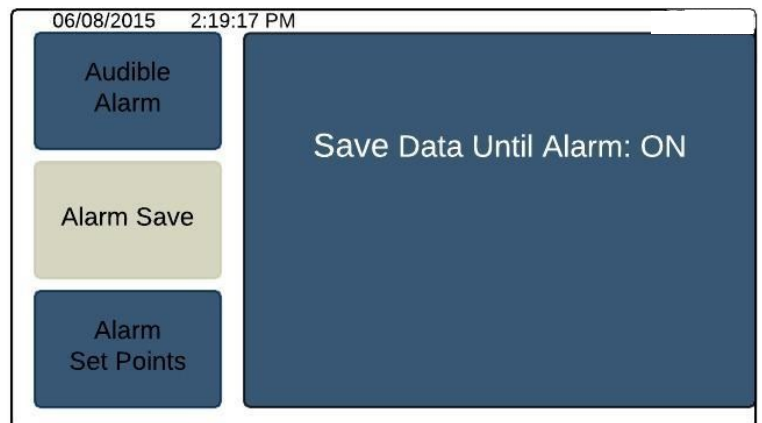 06/08/2015 2:19:17 PM
Audible
Alarm
Save Data Until Alarm: ON
Alarm Save
Alarm
Set Points